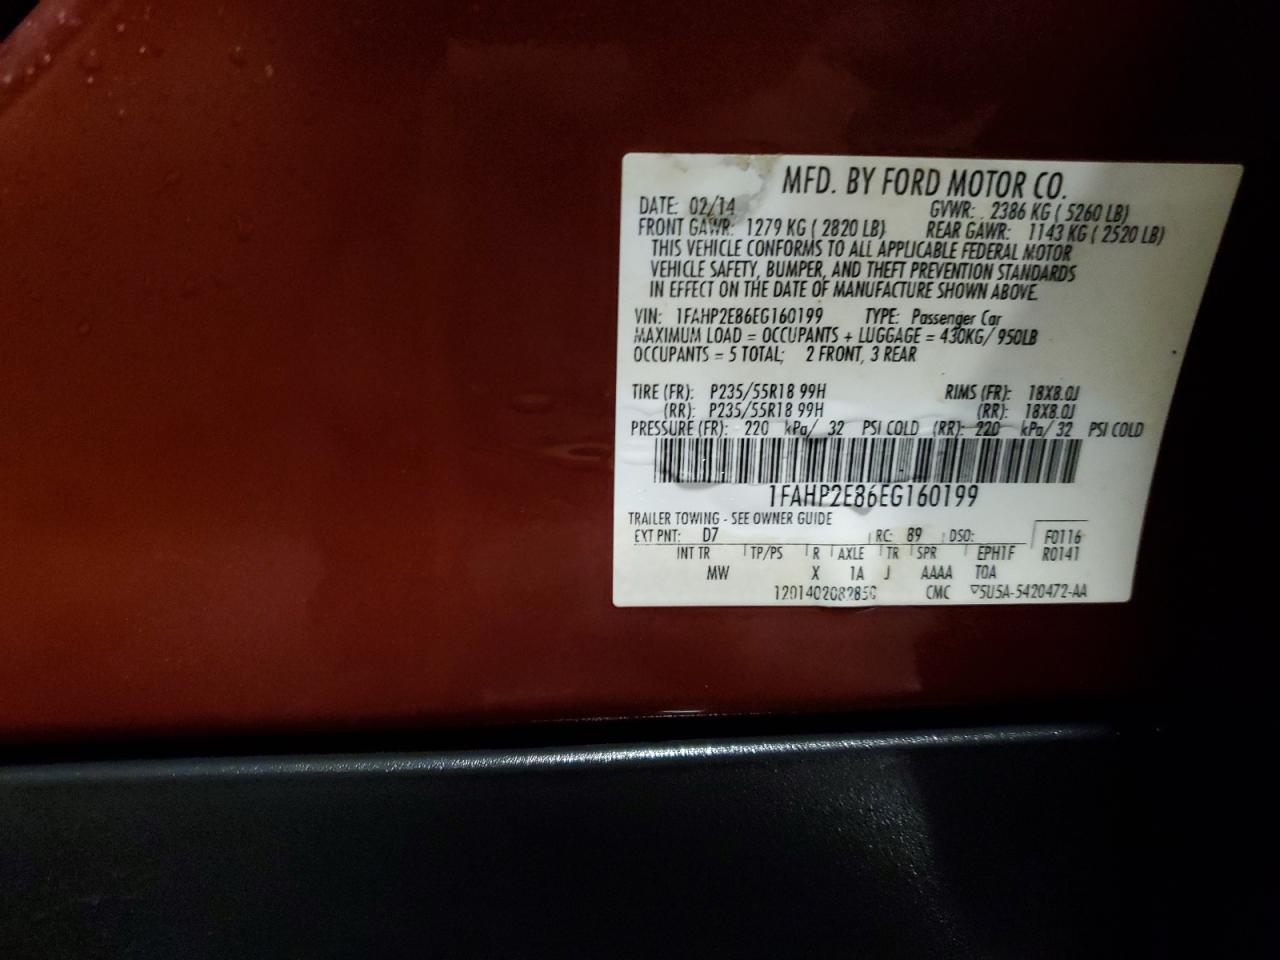 MFD. BY FORD MOTOR CO.
DATE: 02/14 GVWR: 2386 KG ( 5260 LB)
FRONT GAWR: 1279 KG ( 2820 LB) REAR GAWR: 1143 KG ( 2520 LB)
THIS VEHICLE CONFORMS TO ALL APPLICABLE FEDERAL MOTOR
VEHICLE SAFETY, BUMPER, AND THEFT PREVENTION STANDARDS
IN EFFECT ON THE DATE OF MANUFACTURE SHOWN ABOVE.
VIN: 1FAHP2E86EG160199 TYPE: Passenger Car
MAXIMUM LOAD = OCCUPANTS + LUGGAGE = 430KG/ 950LB
OCCUPANTS = 5 TOTAL; 2 FRONT, 3 REAR
TIRE (FR): P235/55R18 99H RIMS (FR): 18X8.0J
(RR): P235/55R18 99H (RR): 18X8.0J
PRESSURE (FR): 220 kPa/ 32 PSI COLD (RR): 220 kPa/ 32 PSI COLD
1FAHP2E86EG160199
TRAILER TOWING - SEE OWNER GUIDE
EXT PNT: D7 RC: 89 DSO: F0116
INT TR TP/PS R AXLE TR SPR EPH1F R0141
MW X 1A J AAAA T0A
CMC 5U5A-5420472-AA